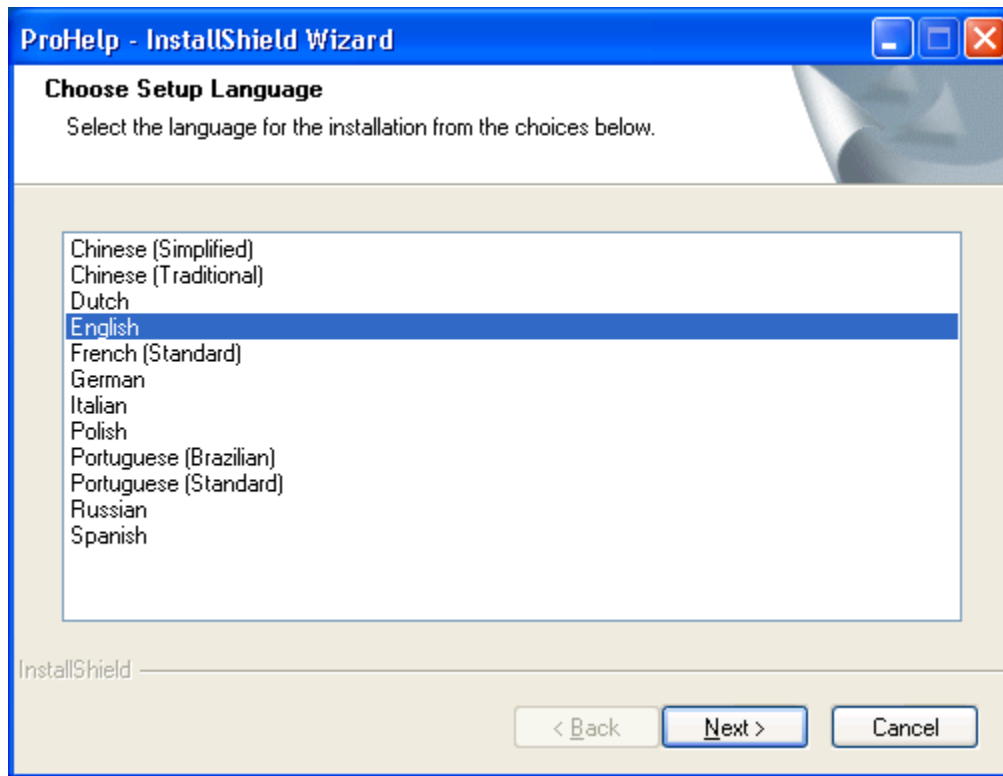 ProHelp - InstallShield Wizard
Choose Setup Language
Select the language for the installation from the choices below.
Chinese (Simplified)
Chinese (Traditional)
Dutch
English
French (Standard)
German
Italian
Polish
Portuguese (Brazilian)
Portuguese (Standard)
Russian
Spanish
InstallShield
< Back
Next >
Cancel